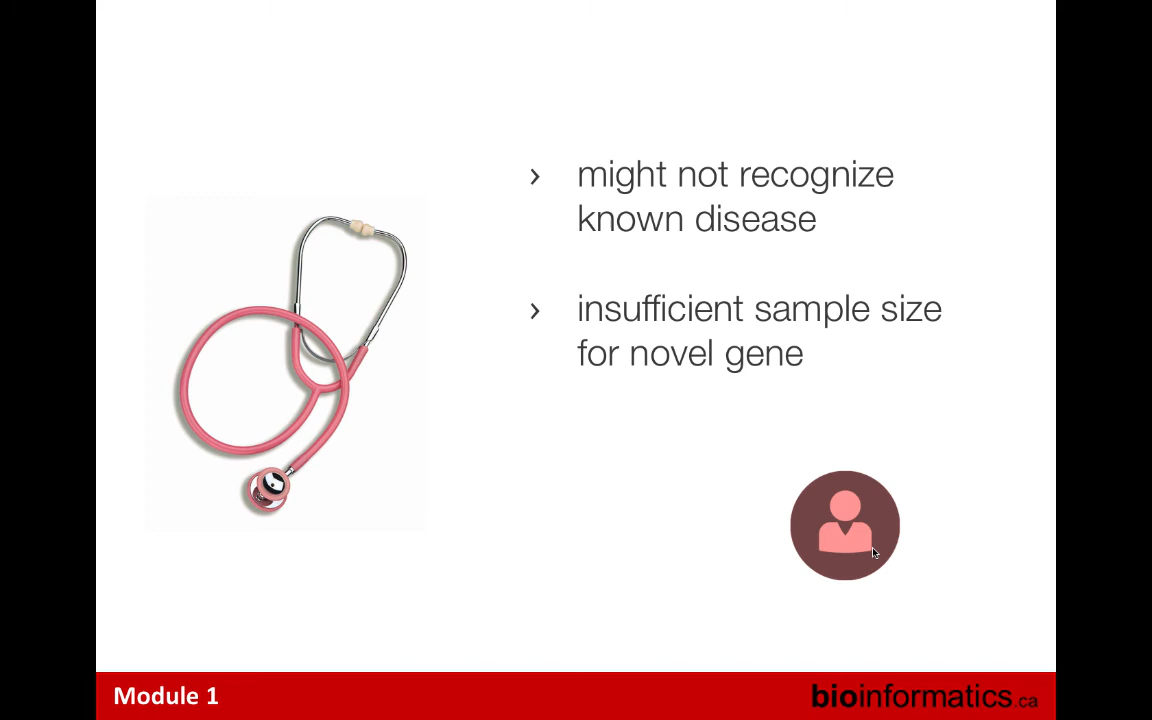 › might not recognize
known disease
› insufficient sample size
for novel gene
Module 1
bioinformatics.ca